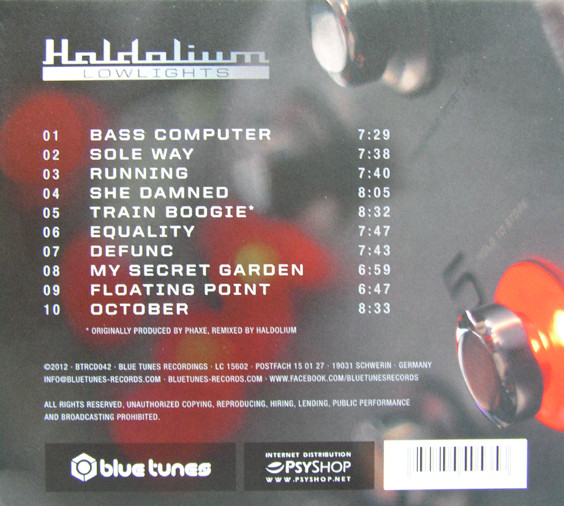 Haldolium
LOWLIGHTS
01 BASS COMPUTER 7:29
02 SOLE WAY 7:38
03 RUNNING 7:40
04 SHE DAMNED 8:05
05 TRAIN BOOGIE* 8:32
06 EQUALITY 7:47
07 DEFUNC 7:43
08 MY SECRET GARDEN 6:59
09 FLOATING POINT 6:47
10 OCTOBER 8:33
* ORIGINALLY PRODUCED BY PHAXE, REMIXED BY HALDOLIUM
©2012 · BTRCD042 · BLUE TUNES RECORDINGS · LC 15602 · POSTFACH 15 01 27 · 19031 SCHWERIN · GERMANY
INFO@BLUETUNES-RECORDS.COM · BLUETUNES-RECORDS.COM · WWW.FACEBOOK.COM/BLUETUNESRECORDS
ALL RIGHTS RESERVED, UNAUTHORIZED COPYING, REPRODUCING, HIRING, LENDING, PUBLIC PERFORMANCE
AND BROADCASTING PROHIBITED.
blue tunes
INTERNET DISTRIBUTION
PSYSHOP
WWW.PSYSHOP.NET
5